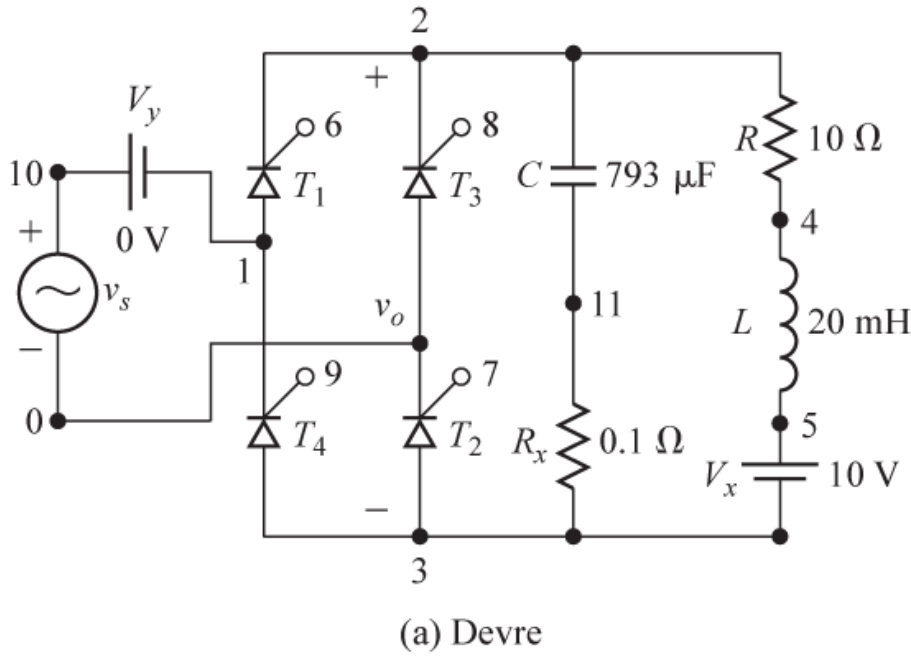 2
V_y
+
6
8
10
T_1
T_3
C
793 μF
R
10 Ω
+
0 V
4
v_s
1
v_o
11
L
20 mH
−
9
7
0
T_4
T_2
R_x
0.1 Ω
5
V_x
10 V
−
3
(a) Devre